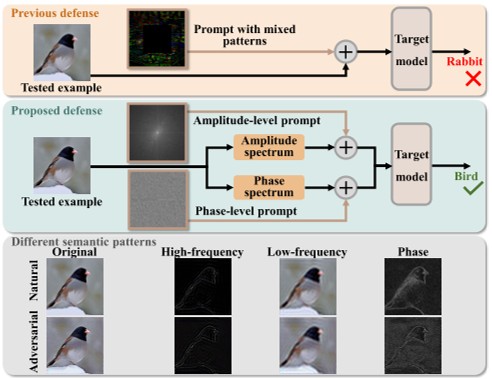 Previous defense
Prompt with mixed
patterns
Tested example
Target
model
Rabbit
Proposed defense
Amplitude-level prompt
Amplitude
spectrum
Phase
spectrum
Tested example
Phase-level prompt
Target
model
Bird
Different semantic patterns
Original High-frequency Low-frequency Phase
Natural
Adversarial